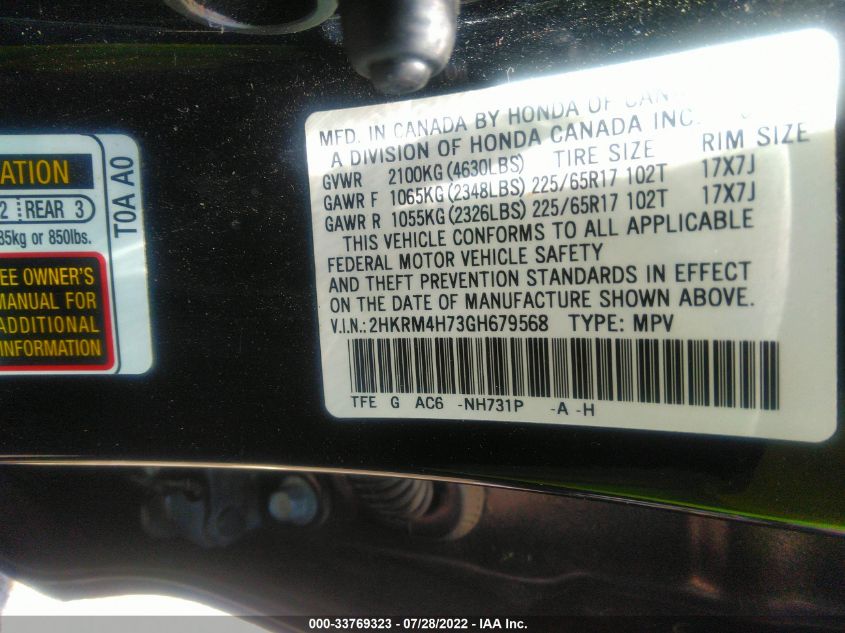 ATION
2 REAR 3
85kg or 850lbs.
EE OWNER'S
MANUAL FOR
ADDITIONAL
INFORMATION
T0A A0
MFD. IN CANADA BY HONDA OF
A DIVISION OF HONDA CANADA INC.
TIRE SIZE RIM SIZE
GVWR 2100KG (4630LBS)
GAWR F 1065KG (2348LBS) 225/65R17 102T 17X7J
GAWR R 1055KG (2326LBS) 225/65R17 102T 17X7J
THIS VEHICLE CONFORMS TO ALL APPLICABLE
FEDERAL MOTOR VEHICLE SAFETY
AND THEFT PREVENTION STANDARDS IN EFFECT
ON THE DATE OF MANUFACTURE SHOWN ABOVE.
V.I.N.: 2HKRM4H73GH679568 TYPE: MPV
TFE G AC6 -NH731P -A -H
000-33769323 - 07/28/2022 - IAA Inc.